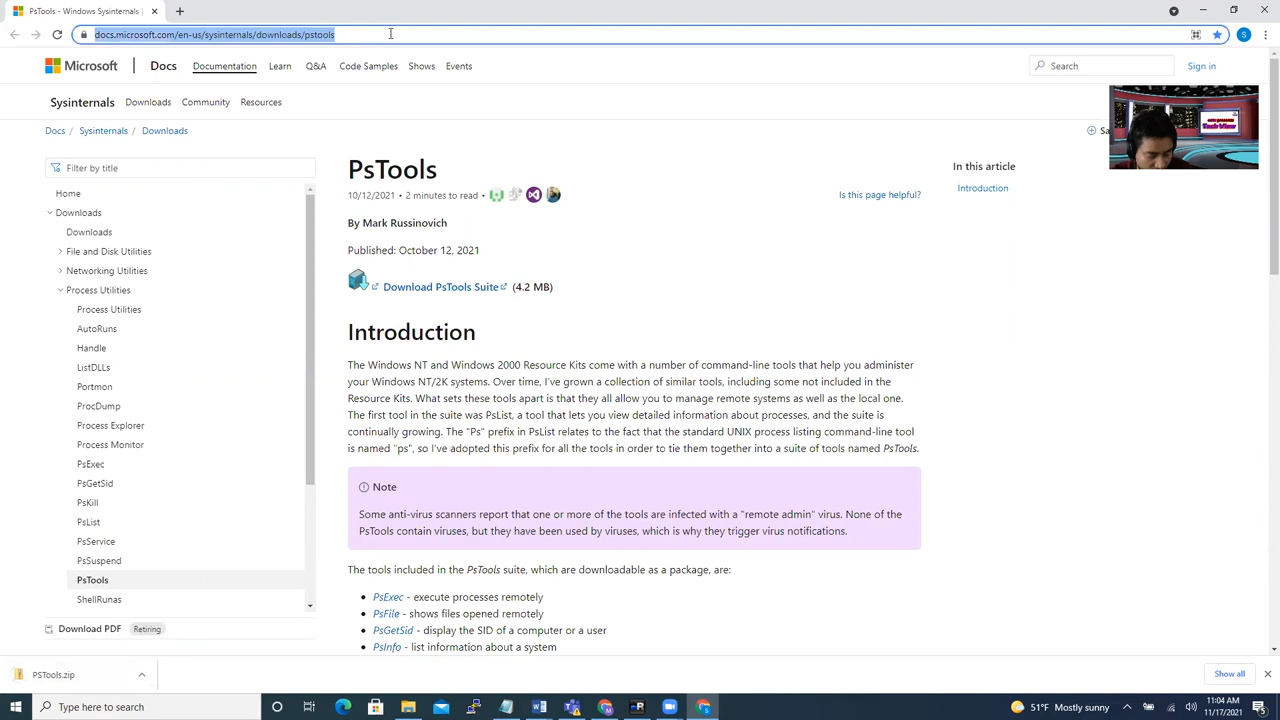 PsTools - Windows Sysinternals |
docs.microsoft.com/en-us/sysinternals/downloads/pstools
S
Microsoft
Docs
Documentation
Learn
Q&A
Code Samples
Shows
Events
Search
Sign in
Sysinternals
Downloads
Community
Resources
Docs / Sysinternals / Downloads
Sa
Tech View
Filter by title
Home
Downloads
Downloads
File and Disk Utilities
Networking Utilities
Process Utilities
Process Utilities
AutoRuns
Handle
ListDLLs
Portmon
ProcDump
Process Explorer
Process Monitor
PsExec
PsGetSid
PsKill
PsList
PsService
PsSuspend
PsTools
ShellRunas
Download PDF Retiring
PsTools
10/12/2021 • 2 minutes to read •
Is this page helpful?
By Mark Russinovich
Published: October 12, 2021
Download PsTools Suite (4.2 MB)
Introduction
The Windows NT and Windows 2000 Resource Kits come with a number of command-line tools that help you administer
your Windows NT/2K systems. Over time, I've grown a collection of similar tools, including some not included in the
Resource Kits. What sets these tools apart is that they all allow you to manage remote systems as well as the local one.
The first tool in the suite was PsList, a tool that lets you view detailed information about processes, and the suite is
continually growing. The "Ps" prefix in PsList relates to the fact that the standard UNIX process listing command-line tool
is named "ps", so I've adopted this prefix for all the tools in order to tie them together into a suite of tools named PsTools.
Note
Some anti-virus scanners report that one or more of the tools are infected with a "remote admin" virus. None of the
PsTools contain viruses, but they have been used by viruses, which is why they trigger virus notifications.
The tools included in the PsTools suite, which are downloadable as a package, are:
• PsExec - execute processes remotely
• PsFile - shows files opened remotely
• PsGetSid - display the SID of a computer or a user
• PsInfo - list information about a system
In this article
Introduction
PSTools.zip
Show all
Type here to search
51°F Mostly sunny
11:04 AM
11/17/2021
5